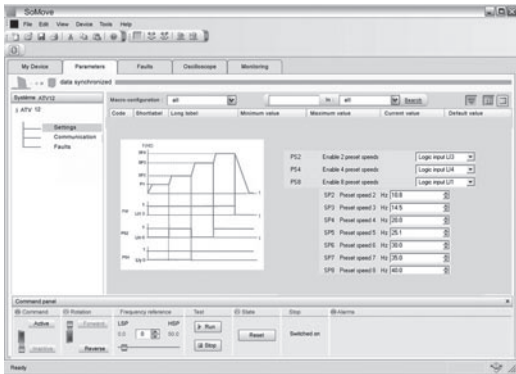 SoMove
File Edit View Device Tools Help
My Device Parameters Faults Oscilloscope Monitoring
data synchronized
Système ATV12
ATV 12
Settings
Communication
Faults
Macro configuration : all In : all Search
Code Shortlabel Long label Minimum value Maximum value Current value Default value
PS2 Enable 2 preset speeds Logic input LI3
PS4 Enable 4 preset speeds Logic input LI4
PS8 Enable 8 preset speeds Logic input LI1
SP2 Preset speed 2 Hz 10.6
SP3 Preset speed 3 Hz 14.5
SP4 Preset speed 4 Hz 20.0
SP5 Preset speed 5 Hz 25.1
SP6 Preset speed 6 Hz 30.0
SP7 Preset speed 7 Hz 35.0
SP8 Preset speed 8 Hz 40.0
Command panel
Command Rotation Frequency reference Test State Stop Alarms
Active Forward LSP HSP Run
0 Reset Switched on
Inactive Reverse Stop
Ready